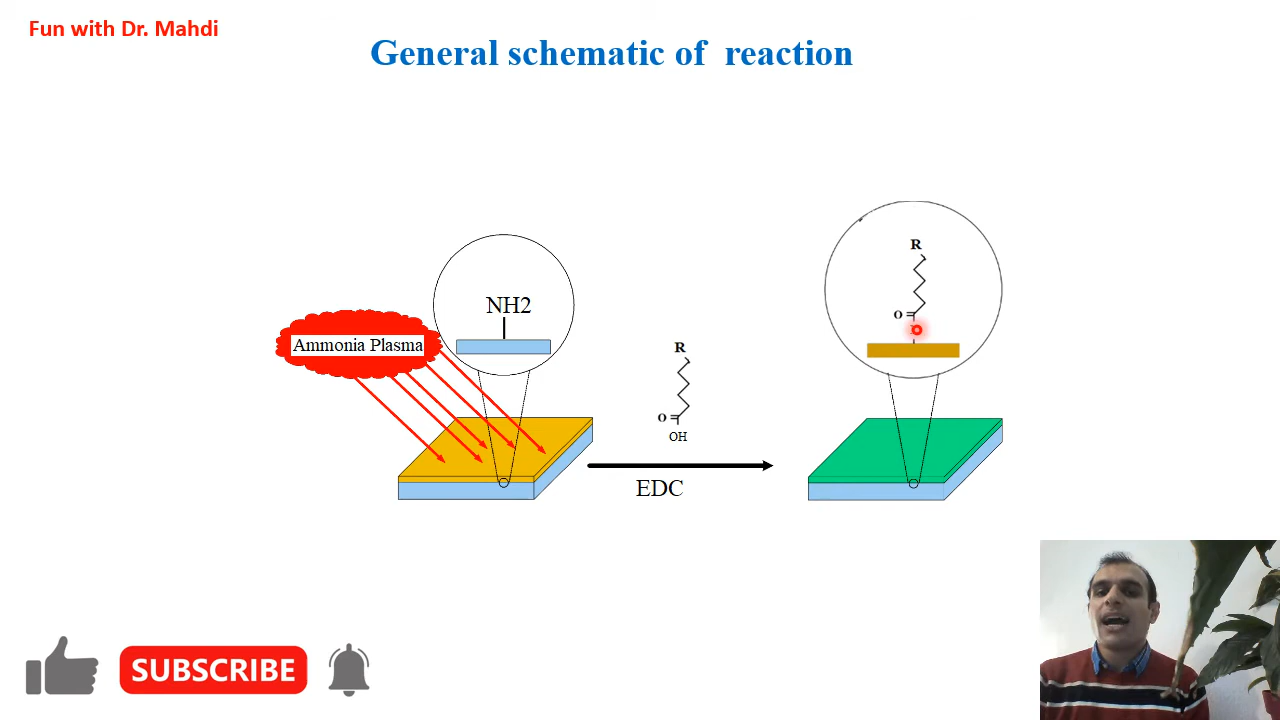 Fun with Dr. Mahdi
General schematic of reaction
R
O
NH2
Ammonia Plasma
R
O
OH
EDC
SUBSCRIBE